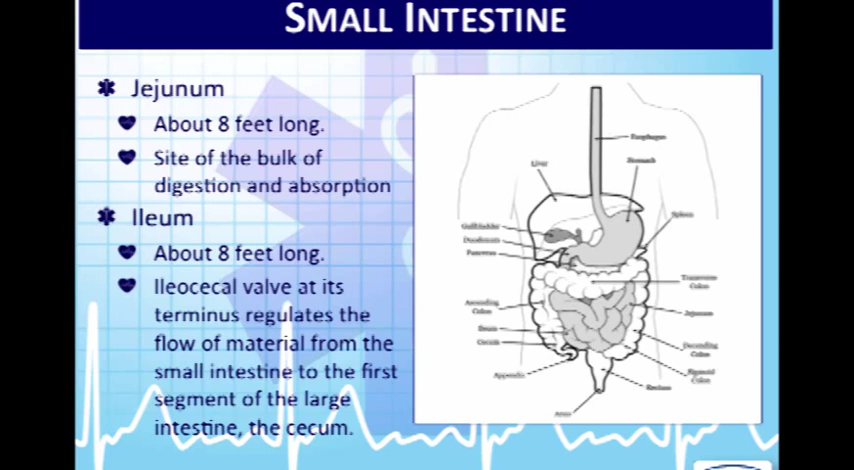 SMALL INTESTINE
Jejunum
About 8 feet long.
Site of the bulk of
digestion and absorption
Ileum
About 8 feet long.
Ileocecal valve at its
terminus regulates the
flow of material from the
small intestine to the first
segment of the large
intestine, the cecum.
Esophagus
Liver
Stomach
Spleen
Gallbladder
Duodenum
Pancreas
Transverse
Colon
Ascending
Colon
Jejunum
Ileum
Cecum
Descending
Colon
Appendix
Sigmoid
Colon
Rectum
Anus